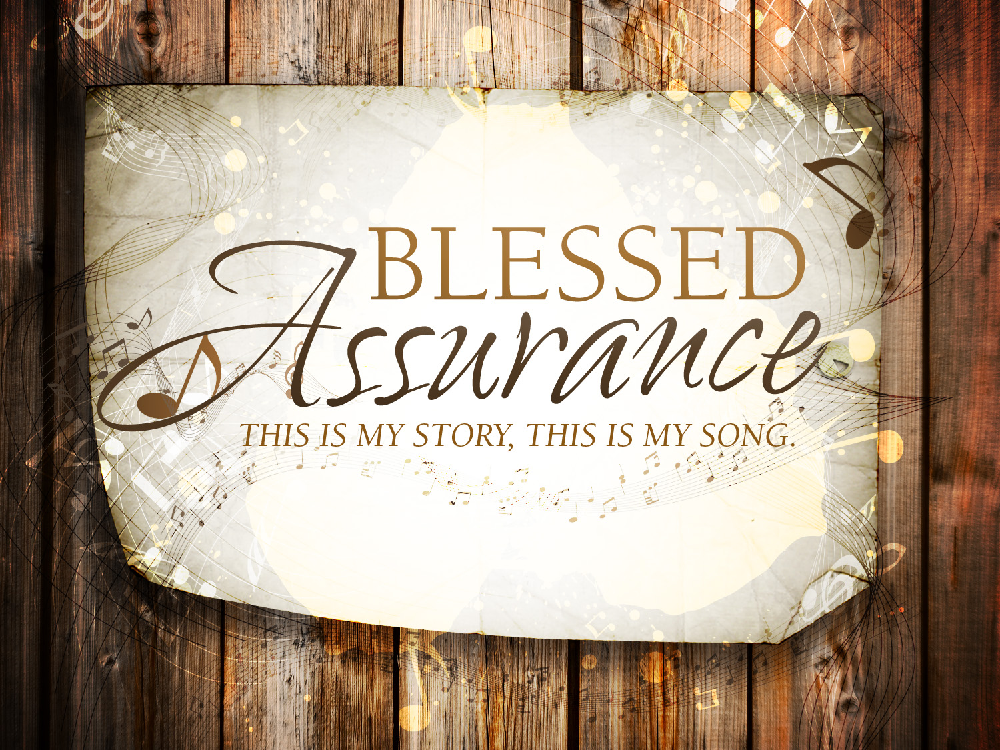 BLESSED
Assurance
THIS IS MY STORY, THIS IS MY SONG.